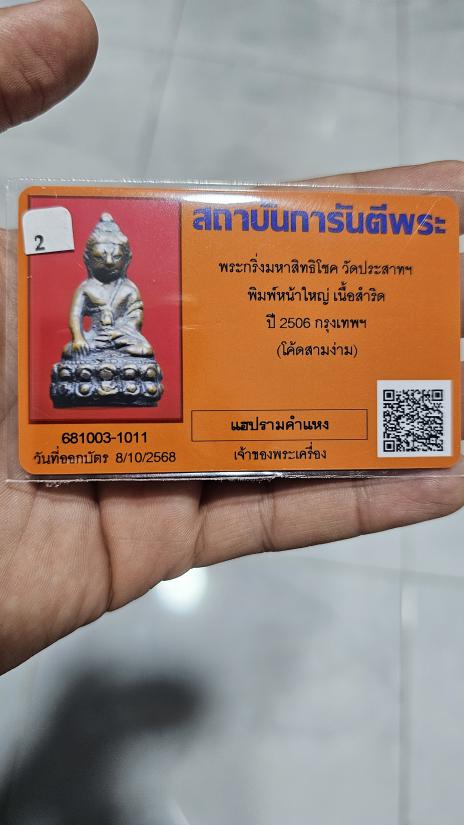 สถาบันการันตีพระ
2
พระกริ่งมหาสิทธิโชค วัดประสาทฯ
พิมพ์หน้าใหญ่ เนื้อสำริด
ปี 2506 กรุงเทพฯ
(โค้ดสามง่าม)
แฮปรามคำแหง
เจ้าของพระเครื่อง
681003-1011
วันที่ออกบัตร 8/10/2568